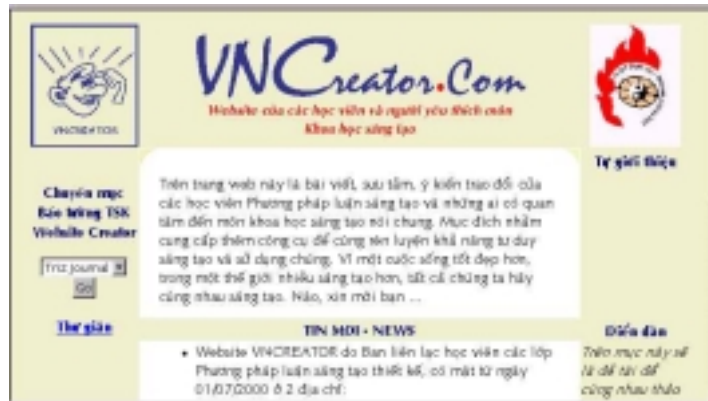 VNCreator.Com
Website của các học viên và người yêu thích môn
Khoa học sáng tạo
VNCREATOR
Tự giới thiệu
Chuyên mục
Báo tường TSK
Website Creator
Triz Journal
Go
Thư giãn
Trên trang web này là bài viết, sưu tầm, ý kiến trao đổi của
các học viên Phương pháp luận sáng tạo và những ai có quan
tâm đến môn khoa học sáng tạo nói chung. Mục đích nhằm
cung cấp thêm công cụ để cùng rèn luyện khả năng tư duy
sáng tạo và sử dụng chúng. Vì một cuộc sống tốt đẹp hơn,
trong một thế giới nhiều sáng tạo hơn, tất cả chúng ta hãy
cùng nhau sáng tạo. Nào, xin mời bạn ...
TIN MỚI - NEWS
• Website VNCREATOR do Ban liên lạc học viên các lớp
Phương pháp luận sáng tạo thiết kế, có mặt từ ngày
01/07/2000 ở 2 địa chỉ:
Diễn đàn
Trên mục này sẽ
là đề tài để
cùng nhau thảo